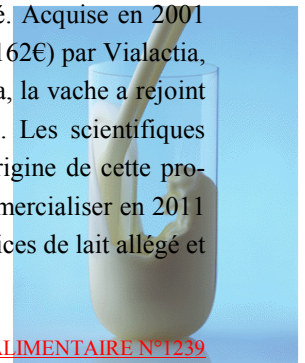 é. Acquise en 2001
162€) par Vialactia,
a, la vache a rejoint
. Les scientifiques
rigine de cette pro-
mercialiser en 2011
ices de lait allégé et
ALIMENTAIRE N°1239